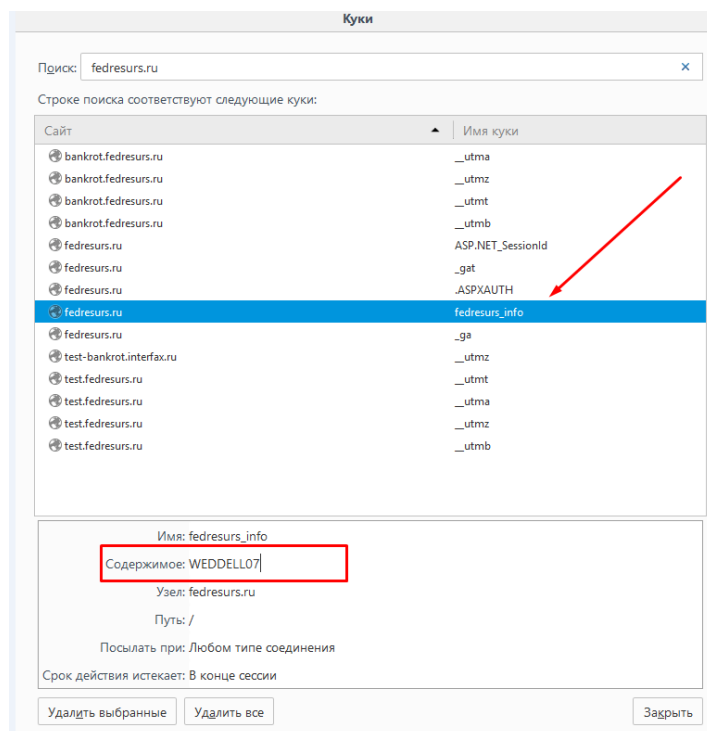 Куки
Поиск: fedresurs.ru ×
Строке поиска соответствуют следующие куки:
Сайт Имя куки
bankrot.fedresurs.ru __utma
bankrot.fedresurs.ru __utmz
bankrot.fedresurs.ru __utmt
bankrot.fedresurs.ru __utmb
fedresurs.ru ASP.NET_SessionId
fedresurs.ru _gat
fedresurs.ru .ASPXAUTH
fedresurs.ru fedresurs_info
fedresurs.ru _ga
test-bankrot.interfax.ru __utmz
test.fedresurs.ru __utmt
test.fedresurs.ru __utma
test.fedresurs.ru __utmz
test.fedresurs.ru __utmb
Имя: fedresurs_info
Содержимое: WEDDELL07
Узел: fedresurs.ru
Путь: /
Посылать при: Любом типе соединения
Срок действия истекает: В конце сессии
Удалить выбранные Удалить все Закрыть